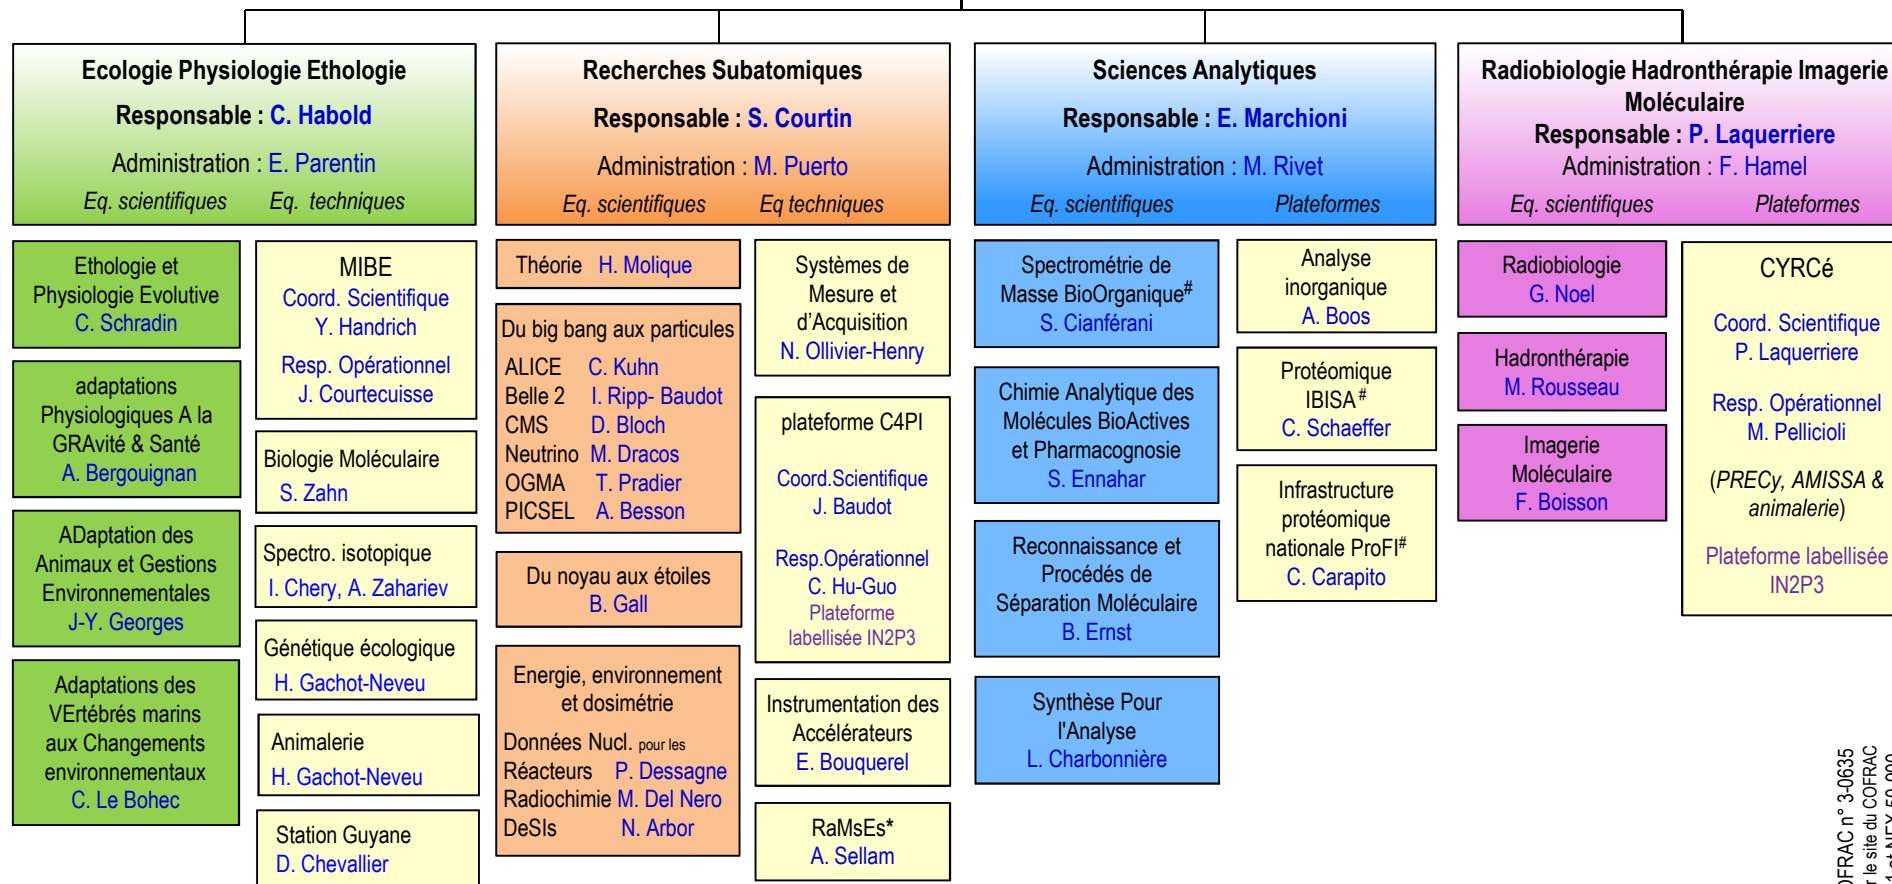 Ecologie Physiologie Ethologie
Responsable : C. Habold
Administration : E. Parentin
Eq. scientifiques Eq. techniques
Ethologie et
Physiologie Evolutive
C. Schradin
adaptations
Physiologiques A la
GRAvité & Santé
A. Bergouignan
ADaptation des
Animaux et Gestions
Environnementales
J-Y. Georges
Adaptations des
VErtébrés marins
aux Changements
environnementaux
C. Le Bohec
MIBE
Coord. Scientifique
Y. Handrich
Resp. Opérationnel
J. Courtecuisse
Biologie Moléculaire
S. Zahn
Spectro. isotopique
I. Chery, A. Zahariev
Génétique écologique
H. Gachot-Neveu
Animalerie
H. Gachot-Neveu
Station Guyane
D. Chevallier
Recherches Subatomiques
Responsable : S. Courtin
Administration : M. Puerto
Eq. scientifiques Eq techniques
Théorie H. Molique
Du big bang aux particules
ALICE C. Kuhn
Belle 2 I. Ripp- Baudot
CMS D. Bloch
Neutrino M. Dracos
OGMA T. Pradier
PICSEL A. Besson
Du noyau aux étoiles
B. Gall
Energie, environnement
et dosimétrie
Données Nucl. pour les
Réacteurs P. Dessagne
Radiochimie M. Del Nero
DeSIs N. Arbor
Systèmes de
Mesure et
d'Acquisition
N. Ollivier-Henry
plateforme C4PI
Coord.Scientifique
J. Baudot
Resp.Opérationnel
C. Hu-Guo
Plateforme
labellisée IN2P3
Instrumentation des
Accélérateurs
E. Bouquerel
RaMsEs*
A. Sellam
Sciences Analytiques
Responsable : E. Marchioni
Administration : M. Rivet
Eq. scientifiques Plateformes
Spectrométrie de
Masse BioOrganique#
S. Cianférani
Chimie Analytique des
Molécules BioActives
et Pharmacognosie
S. Ennahar
Reconnaissance et
Procédés de
Séparation Moléculaire
B. Ernst
Synthèse Pour
l'Analyse
L. Charbonnière
Analyse
inorganique
A. Boos
Protéomique
IBISA#
C. Schaeffer
Infrastructure
protéomique
nationale ProFI#
C. Carapito
Radiobiologie Hadronthérapie Imagerie
Moléculaire
Responsable : P. Laquerriere
Administration : F. Hamel
Eq. scientifiques Plateformes
Radiobiologie
G. Noel
Hadronthérapie
M. Rousseau
Imagerie
Moléculaire
F. Boisson
CYRCé
Coord. Scientifique
P. Laquerriere
Resp. Opérationnel
M. Pellicioli
(PRECy, AMISSA &
animalerie)
Plateforme labellisée
IN2P3
OFRAC n° 3-0635
r le site du COFRAC